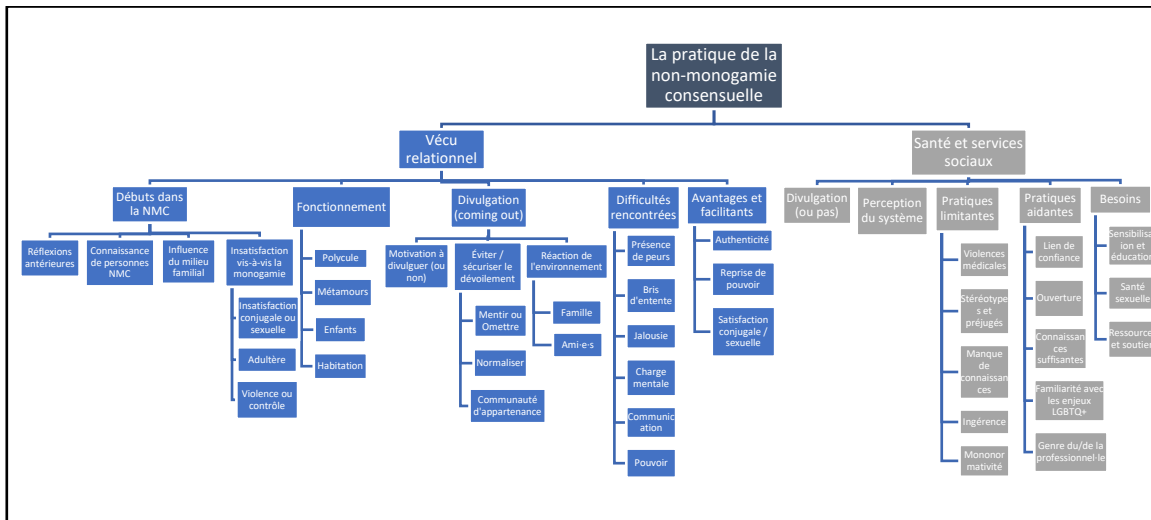 La pratique de la
non-monogamie
consensuelle
Vécu
relationnel
Santé et services
sociaux
Débuts dans
la NMC
Fonctionnement
Divulgation
(coming out)
Difficultés
rencontrées
Avantages et
facilitants
Divulgation
(ou pas)
Perception
du système
Pratiques
limitantes
Pratiques
aidantes
Besoins
Réflexions
antérieures
Connaissance
de personnes
NMC
Influence du
milieu familial
Insatisfaction
vis-à-vis la
monogamie
Insatisfaction
conjugale ou
sexuelle
Adultère
Violence ou
contrôle
Polycule
Métamours
Enfants
Habitation
Motivation à
divulguer (ou
non)
Éviter /
sécuriser le
dévoilement
Réaction de
l'environnement
Mentir ou
Omettre
Normaliser
Communauté
d'appartenance
Famille
Ami·e·s
Présence
de peurs
Bris
d'entente
Jalousie
Charge
mentale
Communic
ation
Pouvoir
Authenticité
Reprise de
pouvoir
Satisfaction
conjugale /
sexuelle
Violences
médicales
Stéréotype
s et
préjugés
Manque
de
connaissan
ces
Ingérence
Mononor
mativité
Lien de
confiance
Ouverture
Connaissan
ces
suffisantes
Familiarité avec
les enjeux
LGBTQ+
Genre du/de la
professionnel·le
Sensibilisat
ion et
éducation
Santé
sexuelle
Ressources
et soutien